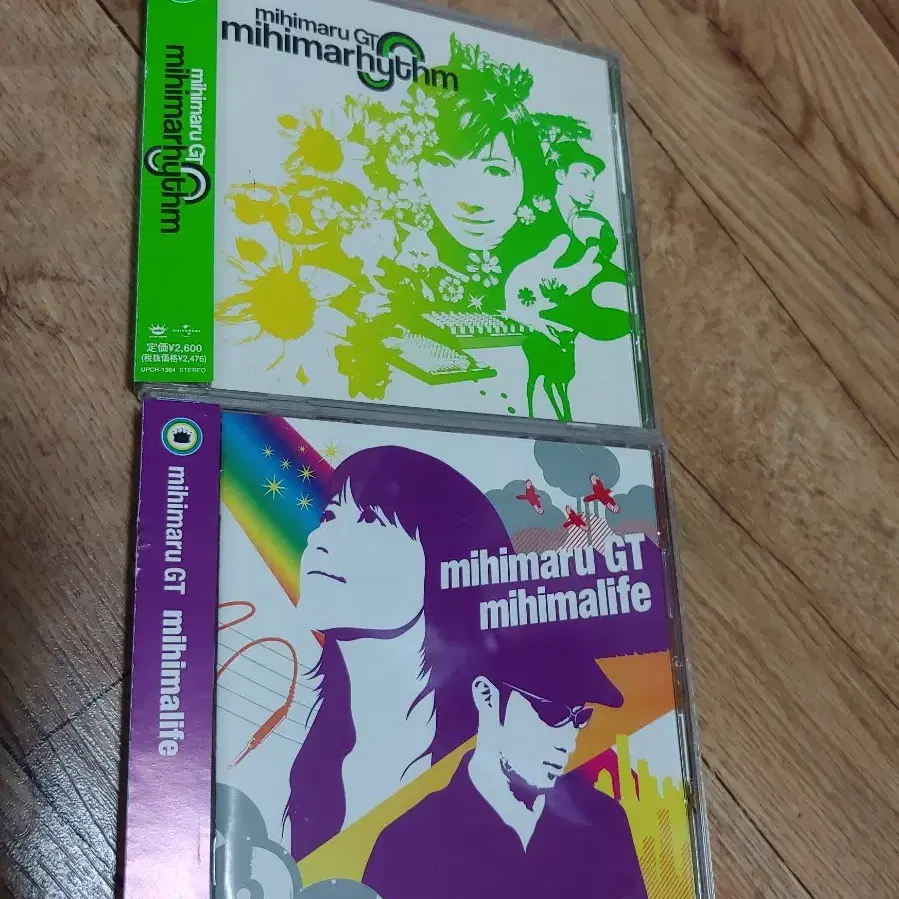 mihimaru GT
mihimarhythm
mihimaru GT
mihimarhythm
UNIVERSAL
定価¥2,600
(税抜価格¥2,476)
UPCH-1364 STEREO
mihimaru GT mihimalife
mihimaru GT
mihimalife